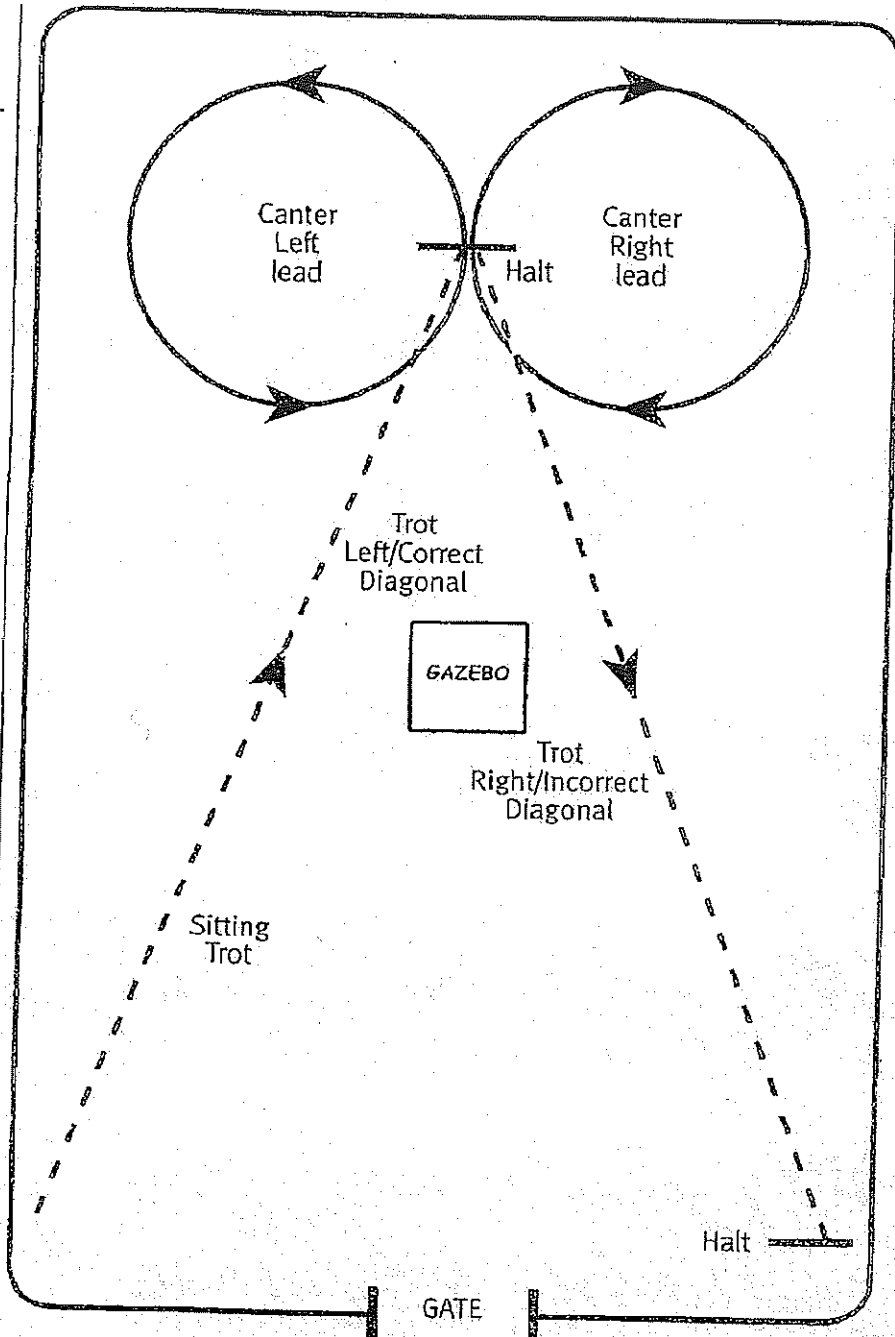 Canter
Left
lead
Canter
Right
lead
Halt
Trot
Left/Correct
Diagonal
GAZEBO
Trot
Right/Incorrect
Diagonal
Sitting
Trot
Halt
GATE